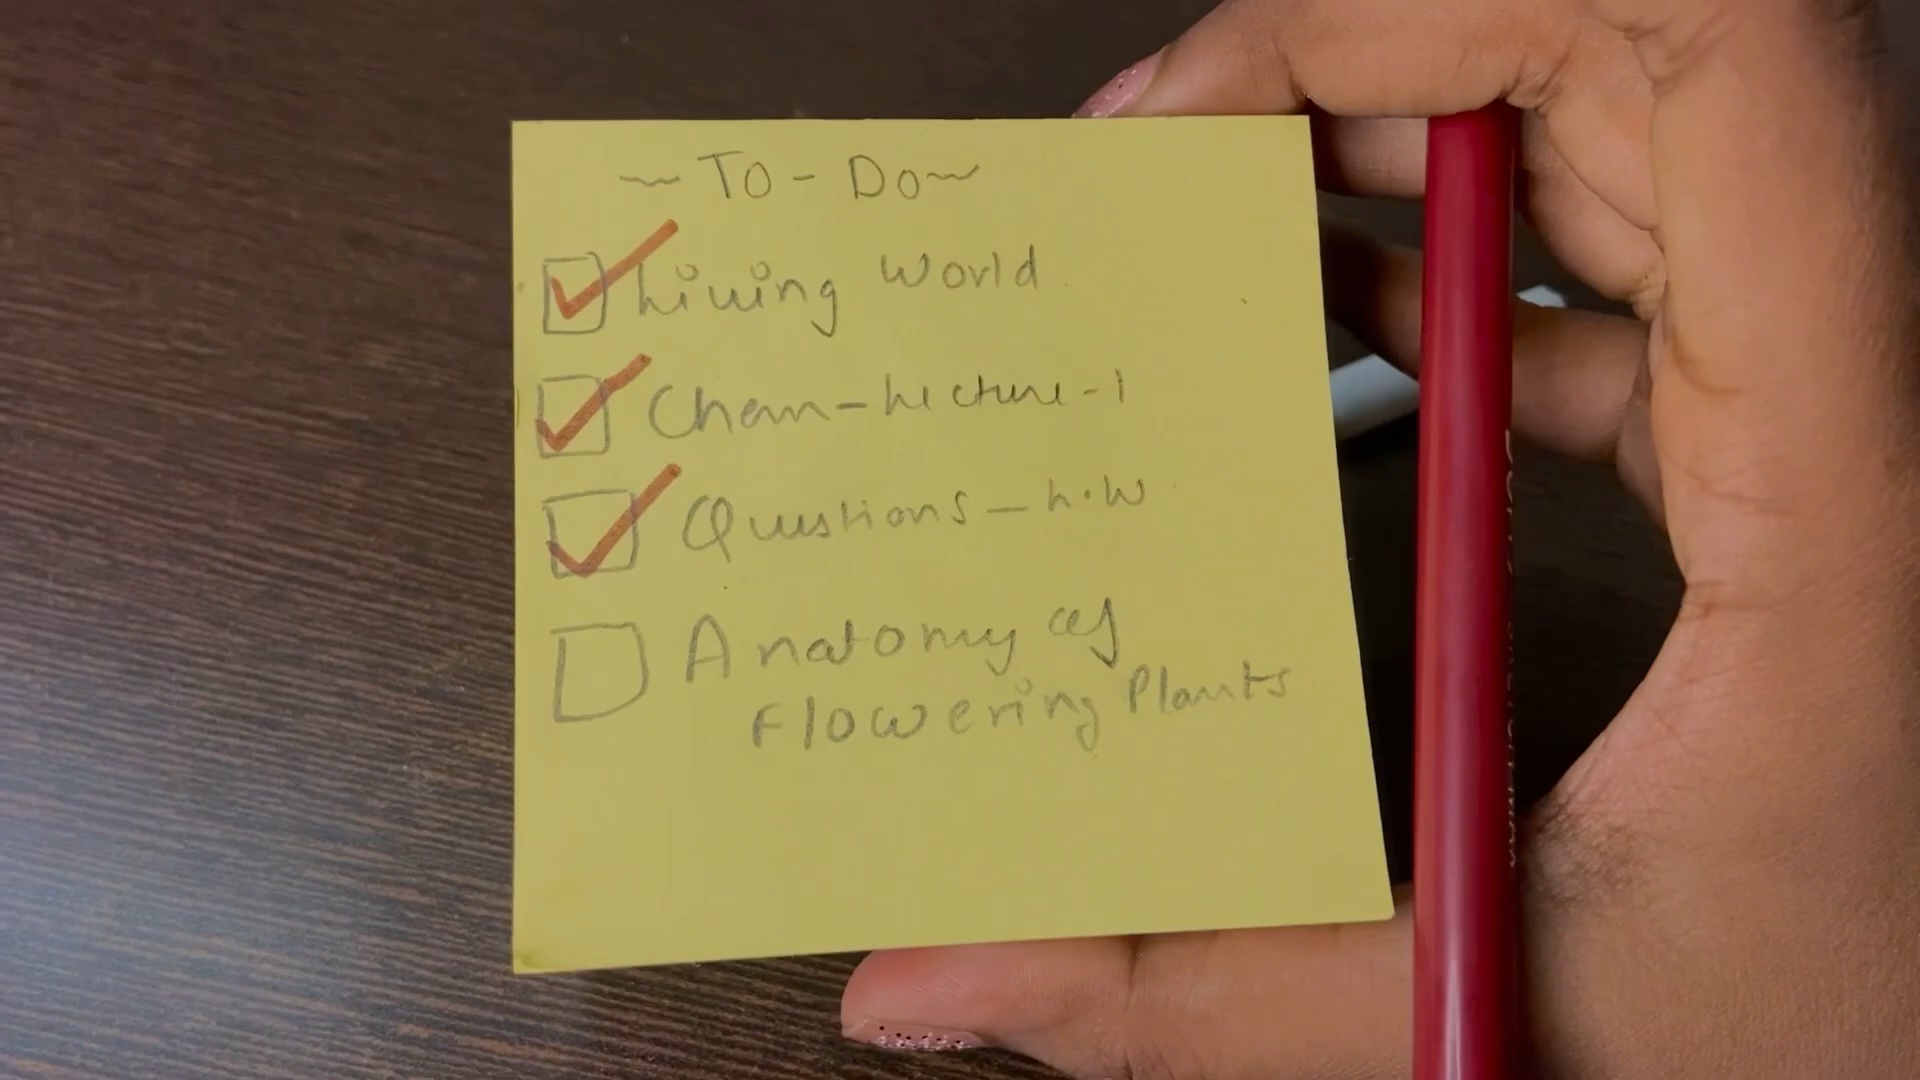 ~ To - Do ~
Living World
Chem - Lecture - 1
Questions - h.w
Anatomy of
Flowering Plants